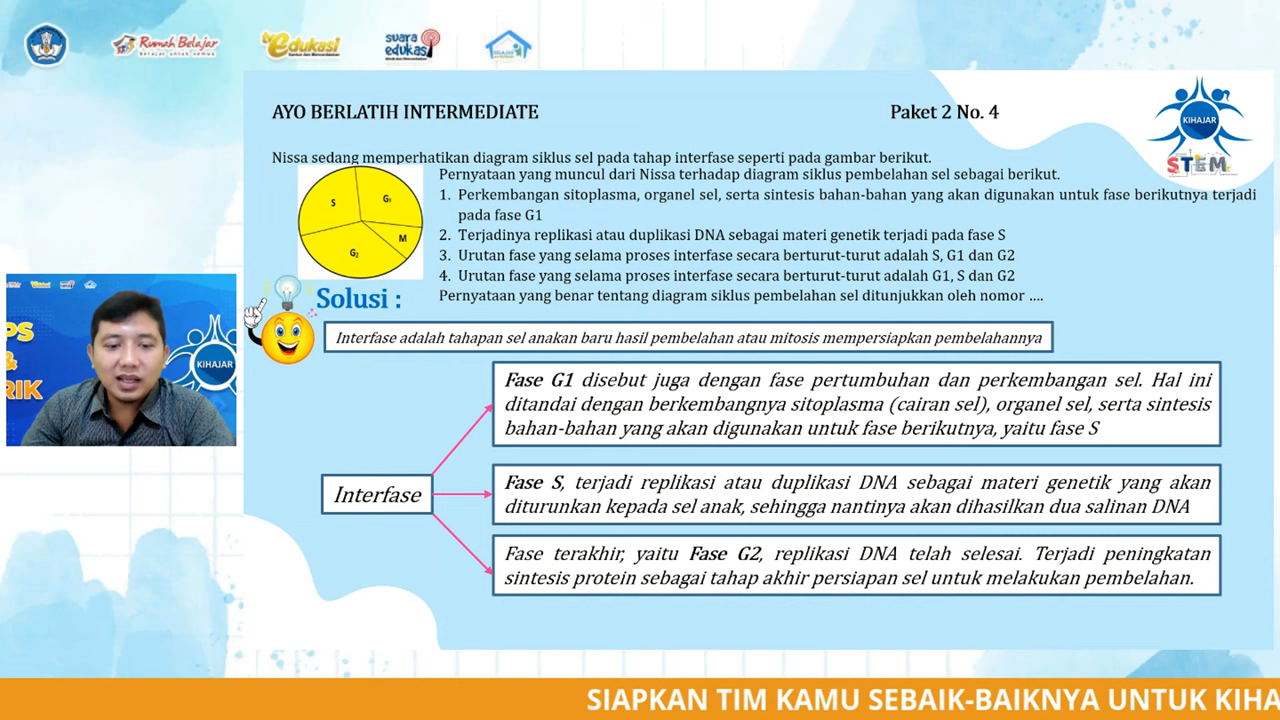 Rumah Belajar
Belajar untuk semua
tv edukasi
suara
edukasi
AYO BERLATIH INTERMEDIATE
Paket 2 No. 4
KIHAJAR
STEM
Nissa sedang memperhatikan diagram siklus sel pada tahap interfase seperti pada gambar berikut.
Pernyataan yang muncul dari Nissa terhadap diagram siklus pembelahan sel sebagai berikut.
1. Perkembangan sitoplasma, organel sel, serta sintesis bahan-bahan yang akan digunakan untuk fase berikutnya terjadi
pada fase G1
2. Terjadinya replikasi atau duplikasi DNA sebagai materi genetik terjadi pada fase S
3. Urutan fase yang selama proses interfase secara berturut-turut adalah S, G1 dan G2
4. Urutan fase yang selama proses interfase secara berturut-turut adalah G1, S dan G2
Pernyataan yang benar tentang diagram siklus pembelahan sel ditunjukkan oleh nomor ....
S
G₁
M
G₂
Solusi :
Interfase adalah tahapan sel anakan baru hasil pembelahan atau mitosis mempersiapkan pembelahannya
Fase G1 disebut juga dengan fase pertumbuhan dan perkembangan sel. Hal ini
ditandai dengan berkembangnya sitoplasma (cairan sel), organel sel, serta sintesis
bahan-bahan yang akan digunakan untuk fase berikutnya, yaitu fase S
Interfase
Fase S, terjadi replikasi atau duplikasi DNA sebagai materi genetik yang akan
diturunkan kepada sel anak, sehingga nantinya akan dihasilkan dua salinan DNA
Fase terakhir, yaitu Fase G2, replikasi DNA telah selesai. Terjadi peningkatan
sintesis protein sebagai tahap akhir persiapan sel untuk melakukan pembelahan.
PS
&
RIK
KIHAJAR
SIAPKAN TIM KAMU SEBAIK-BAIKNYA UNTUK KIHA